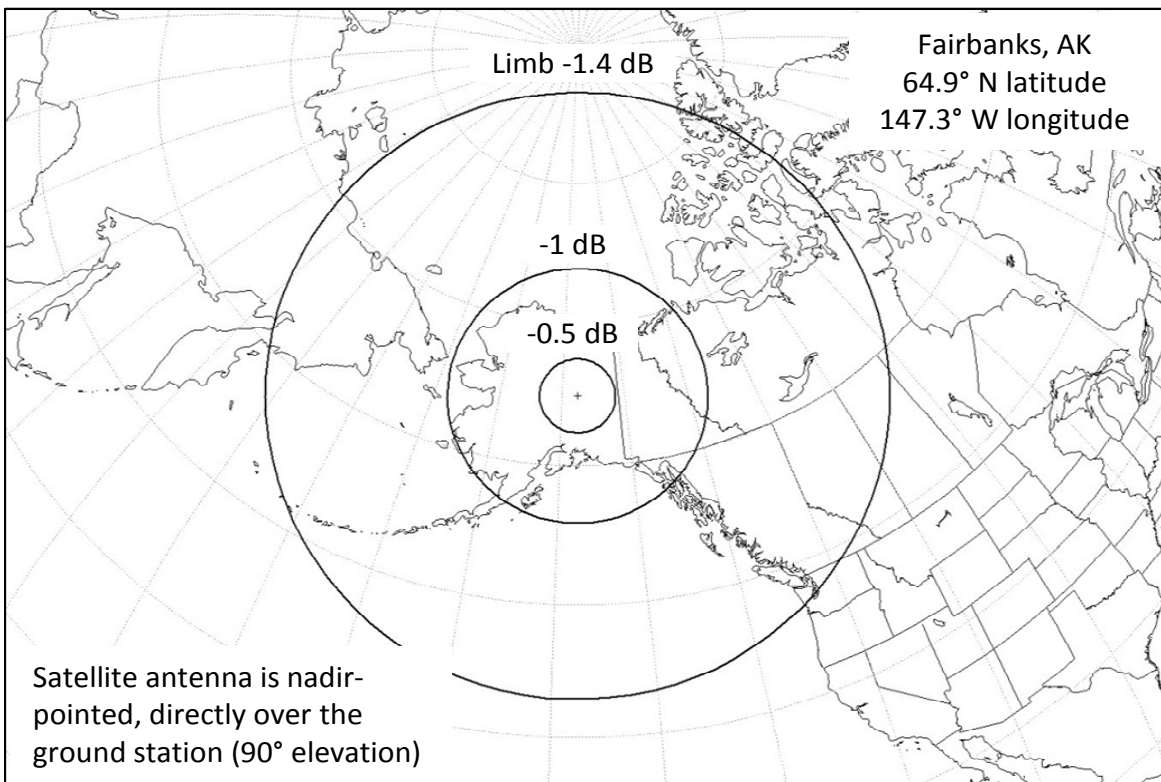 Limb -1.4 dB
Fairbanks, AK
64.9° N latitude
147.3° W longitude
-1 dB
-0.5 dB
Satellite antenna is nadir-
pointed, directly over the
ground station (90° elevation)